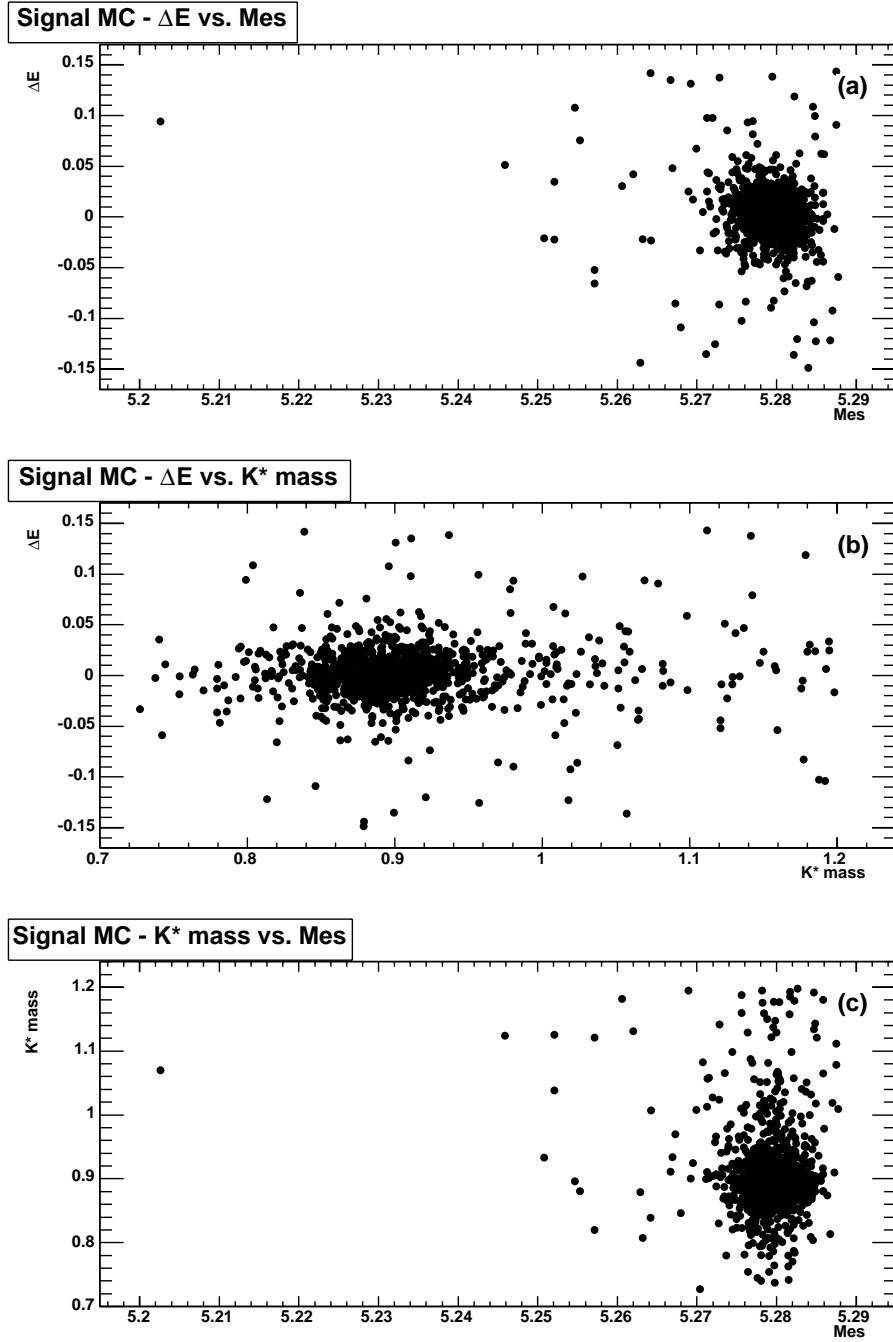 Signal MC - ΔE vs. Mes
ΔE
0.15
0.1
0.05
0
-0.05
-0.1
-0.15
(a)
5.2 5.21 5.22 5.23 5.24 5.25 5.26 5.27 5.28 5.29
Mes
Signal MC - ΔE vs. K* mass
ΔE
0.15
0.1
0.05
0
-0.05
-0.1
-0.15
(b)
0.7 0.8 0.9 1 1.1 1.2
K* mass
Signal MC - K* mass vs. Mes
K* mass
1.2
1.1
1
0.9
0.8
0.7
(c)
5.2 5.21 5.22 5.23 5.24 5.25 5.26 5.27 5.28 5.29
Mes